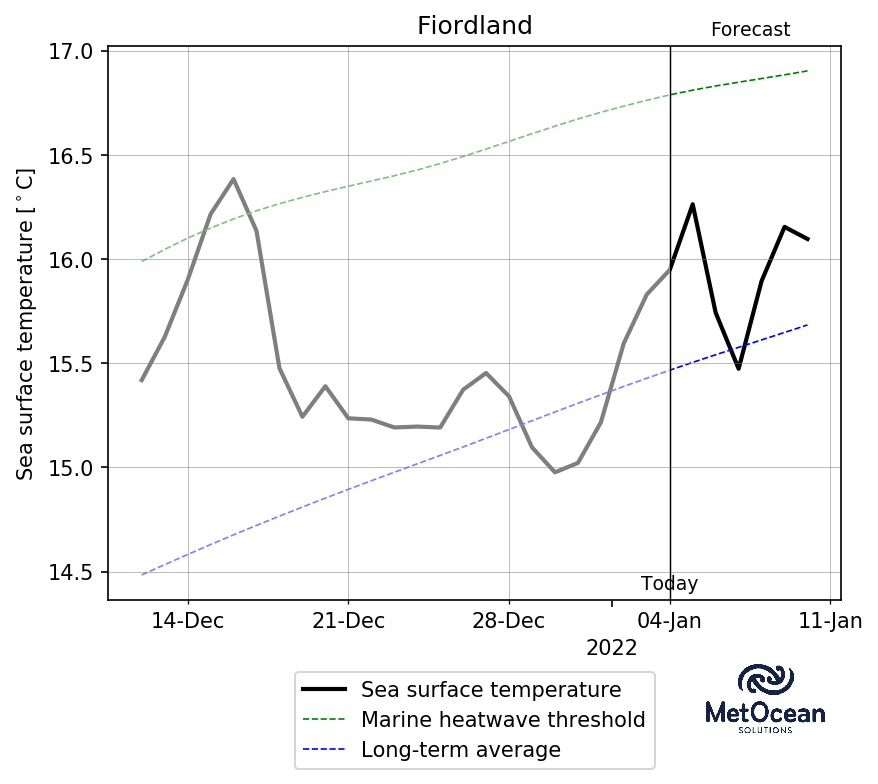 Fiordland
Forecast
Sea surface temperature [°C]
17.0
16.5
16.0
15.5
15.0
14.5
Today
14-Dec 21-Dec 28-Dec 04-Jan 11-Jan
2022
Sea surface temperature
Marine heatwave threshold
Long-term average
MetOcean
SOLUTIONS